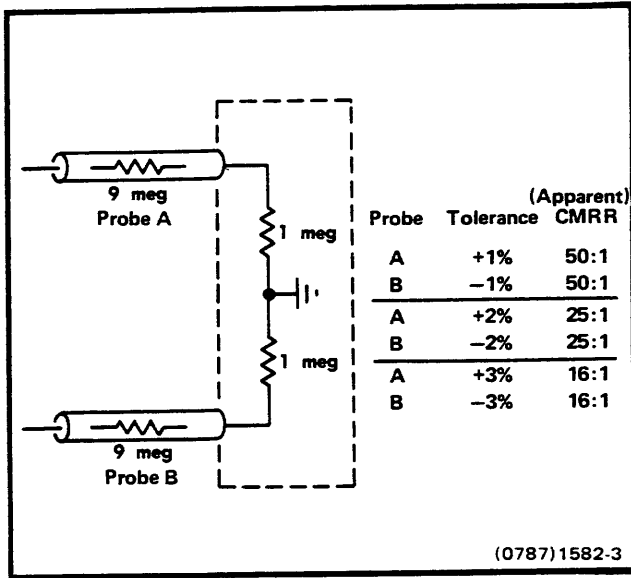 9 meg
Probe A
1 meg
1 meg
9 meg
Probe B
(Apparent)
Probe Tolerance CMRR
A +1% 50:1
B −1% 50:1
A +2% 25:1
B −2% 25:1
A +3% 16:1
B −3% 16:1
(0787)1582-3